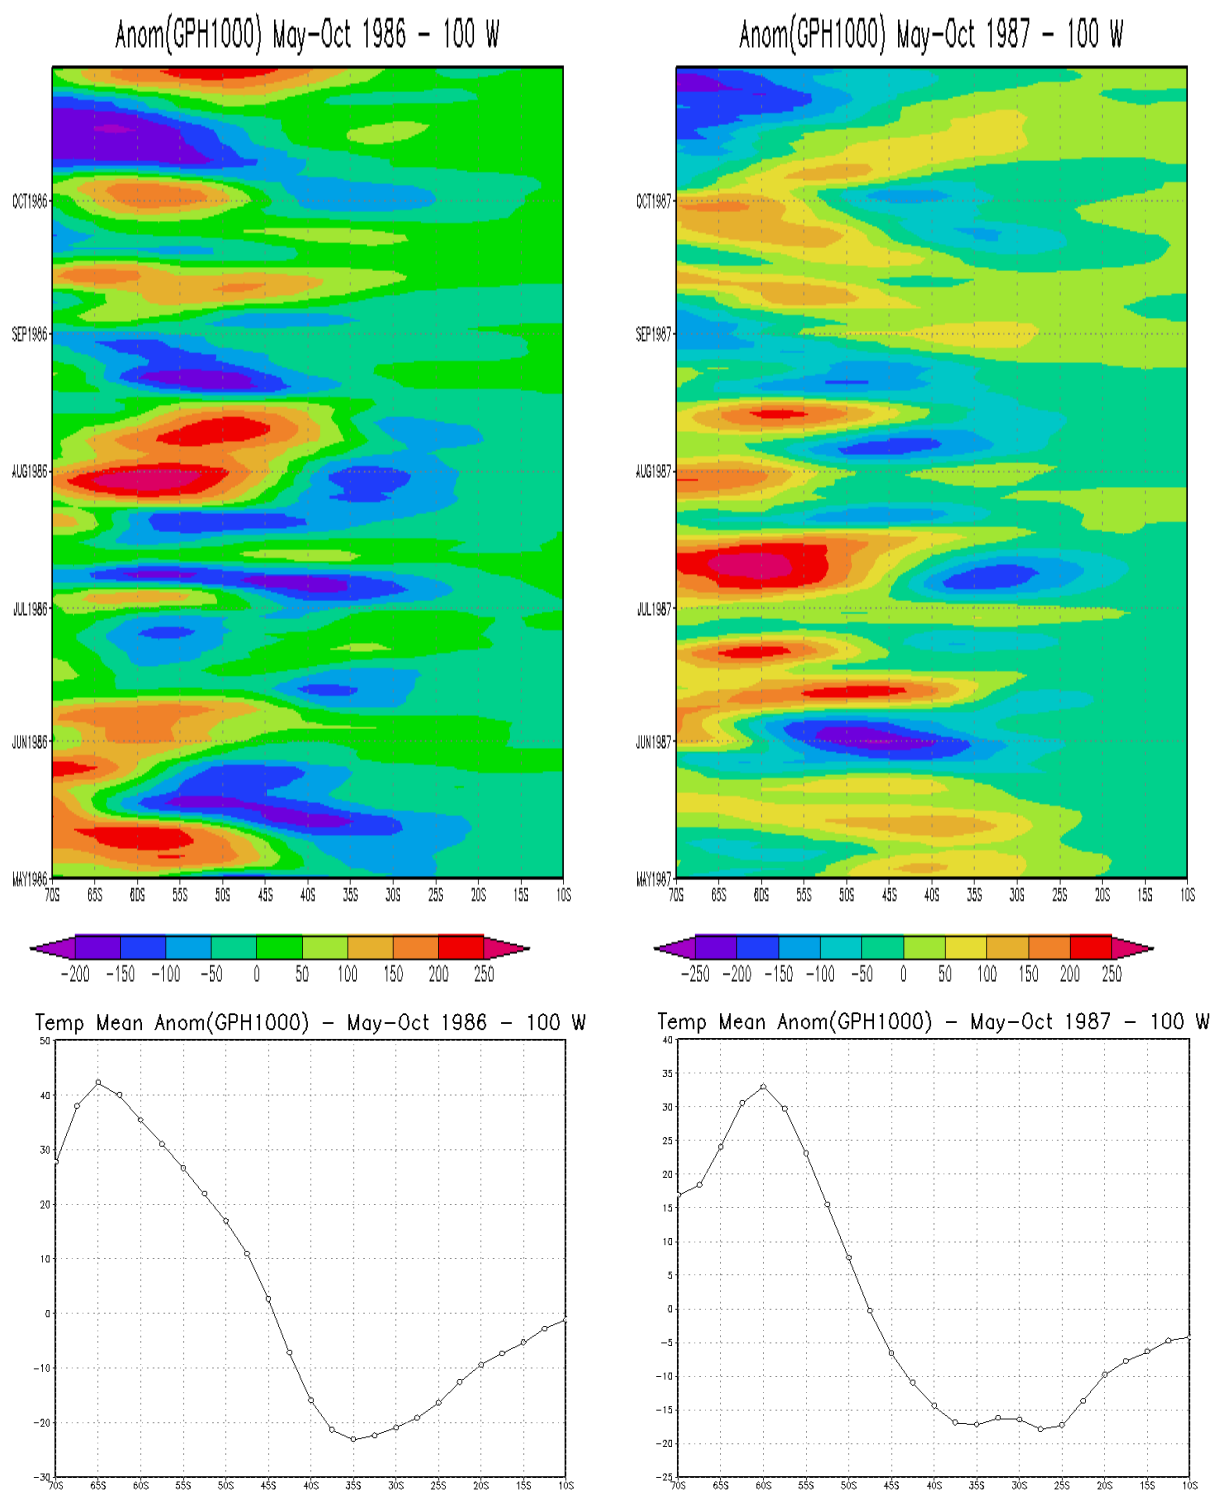 Anom(GPH1000) May-Oct 1986 - 100 W
OCT1986
SEP1986
AUG1986
JUL1986
JUN1986
MAY1986
70S 65S 60S 55S 50S 45S 40S 35S 30S 25S 20S 15S 10S
-200 -150 -100 -50 0 50 100 150 200 250
Anom(GPH1000) May-Oct 1987 - 100 W
OCT1987
SEP1987
AUG1987
JUL1987
JUN1987
MAY1987
70S 65S 60S 55S 50S 45S 40S 35S 30S 25S 20S 15S 10S
-250 -200 -150 -100 -50 0 50 100 150 200 250
Temp Mean Anom(GPH1000) - May-Oct 1986 - 100 W
50
40
30
20
10
0
-10
-20
-30
70S 65S 60S 55S 50S 45S 40S 35S 30S 25S 20S 15S 10S
Temp Mean Anom(GPH1000) - May-Oct 1987 - 100 W
40
35
30
25
20
15
10
5
0
-5
-10
-15
-20
-25
70S 65S 60S 55S 50S 45S 40S 35S 30S 25S 20S 15S 10S